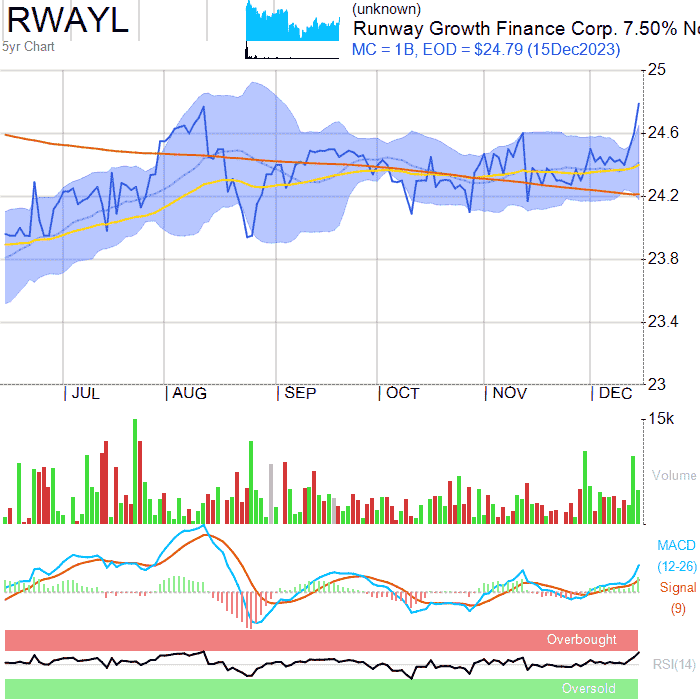 RWAYL
5yr Chart
(unknown)
Runway Growth Finance Corp. 7.50% No
MC = 1B, EOD = $24.79 (15Dec2023)
25
24.6
24.2
23.8
23.4
23
JUL AUG SEP OCT NOV DEC
15k
Volume
MACD
(12-26)
Signal
(9)
Overbought
RSI(14)
Oversold